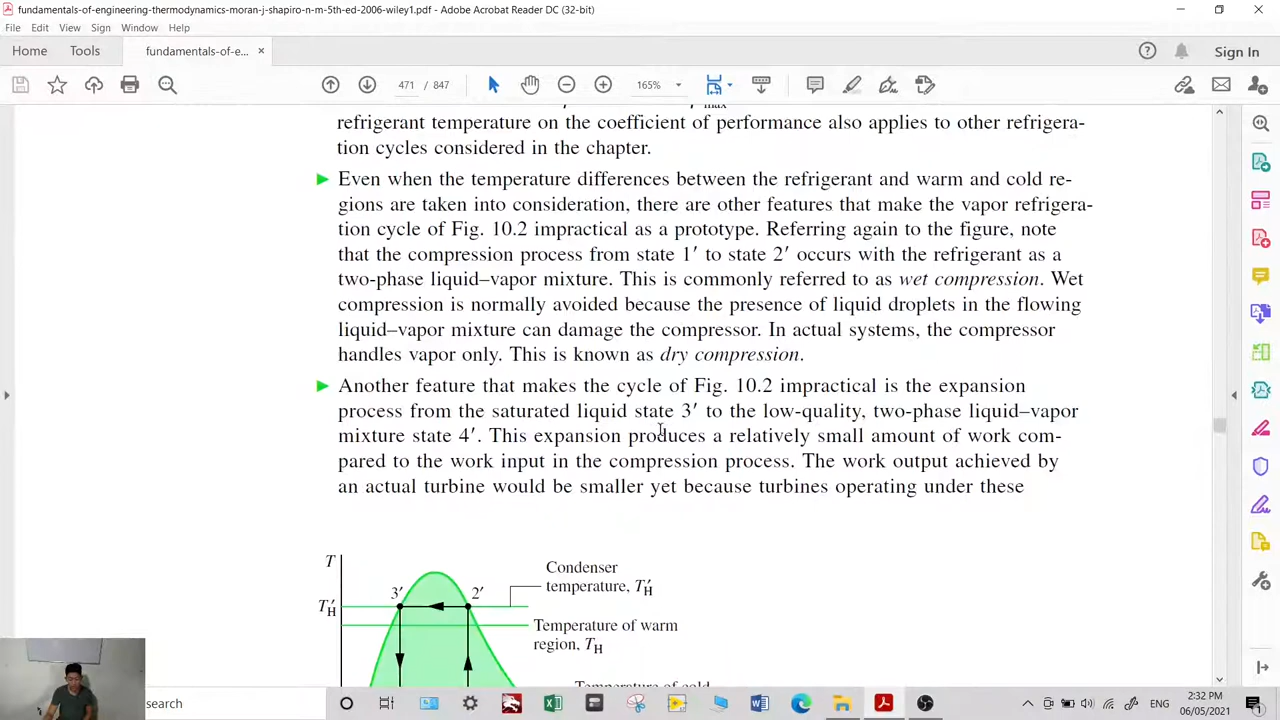 fundamentals-of-engineering-thermodynamics-moran-j-shapiro-n-m-5th-ed-2006-wiley1.pdf - Adobe Acrobat Reader DC (32-bit)
File Edit View Sign Window Help
Home Tools fundamentals-of-e... × Sign In
471 / 847 165%
max
refrigerant temperature on the coefficient of performance also applies to other refrigera-
tion cycles considered in the chapter.
Even when the temperature differences between the refrigerant and warm and cold re-
gions are taken into consideration, there are other features that make the vapor refrigera-
tion cycle of Fig. 10.2 impractical as a prototype. Referring again to the figure, note
that the compression process from state 1′ to state 2′ occurs with the refrigerant as a
two-phase liquid–vapor mixture. This is commonly referred to as wet compression. Wet
compression is normally avoided because the presence of liquid droplets in the flowing
liquid–vapor mixture can damage the compressor. In actual systems, the compressor
handles vapor only. This is known as dry compression.
Another feature that makes the cycle of Fig. 10.2 impractical is the expansion
process from the saturated liquid state 3′ to the low-quality, two-phase liquid–vapor
mixture state 4′. This expansion produces a relatively small amount of work com-
pared to the work input in the compression process. The work output achieved by
an actual turbine would be smaller yet because turbines operating under these
T
Condenser
temperature, T′H
3′ 2′
T′H
Temperature of warm
region, TH
Temperature of cold
search
ENG
2:32 PM
06/05/2021